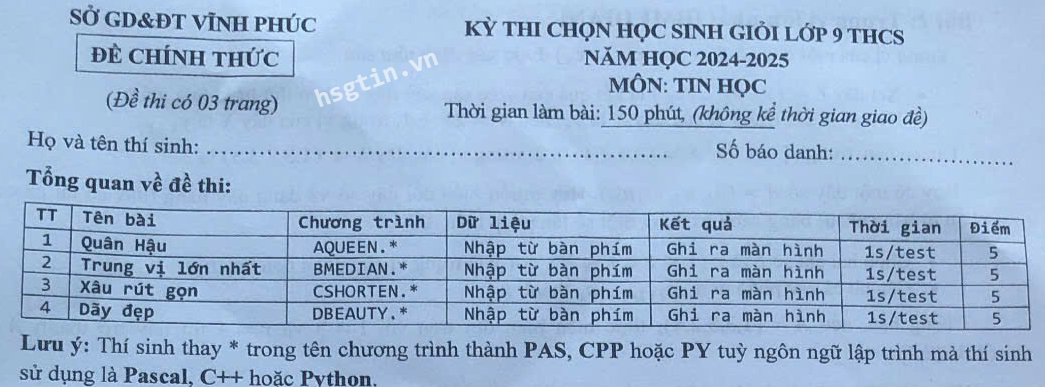 SỞ GD&ĐT VĨNH PHÚC
ĐỀ CHÍNH THỨC
(Đề thi có 03 trang)
hsgtin.vn
KỲ THI CHỌN HỌC SINH GIỎI LỚP 9 THCS
NĂM HỌC 2024-2025
MÔN: TIN HỌC
Thời gian làm bài: 150 phút, (không kể thời gian giao đề)
Họ và tên thí sinh: ............................................................ Số báo danh:..........................
Tổng quan về đề thi:
TT Tên bài Chương trình Dữ liệu Kết quả Thời gian Điểm
1 Quân Hậu AQUEEN.* Nhập từ bàn phím Ghi ra màn hình 1s/test 5
2 Trung vị lớn nhất BMEDIAN.* Nhập từ bàn phím Ghi ra màn hình 1s/test 5
3 Xâu rút gọn CSHORTEN.* Nhập từ bàn phím Ghi ra màn hình 1s/test 5
4 Dãy đẹp DBEAUTY.* Nhập từ bàn phím Ghi ra màn hình 1s/test 5
Lưu ý: Thí sinh thay * trong tên chương trình thành PAS, CPP hoặc PY tuỳ ngôn ngữ lập trình mà thí sinh
sử dụng là Pascal, C++ hoặc Python.